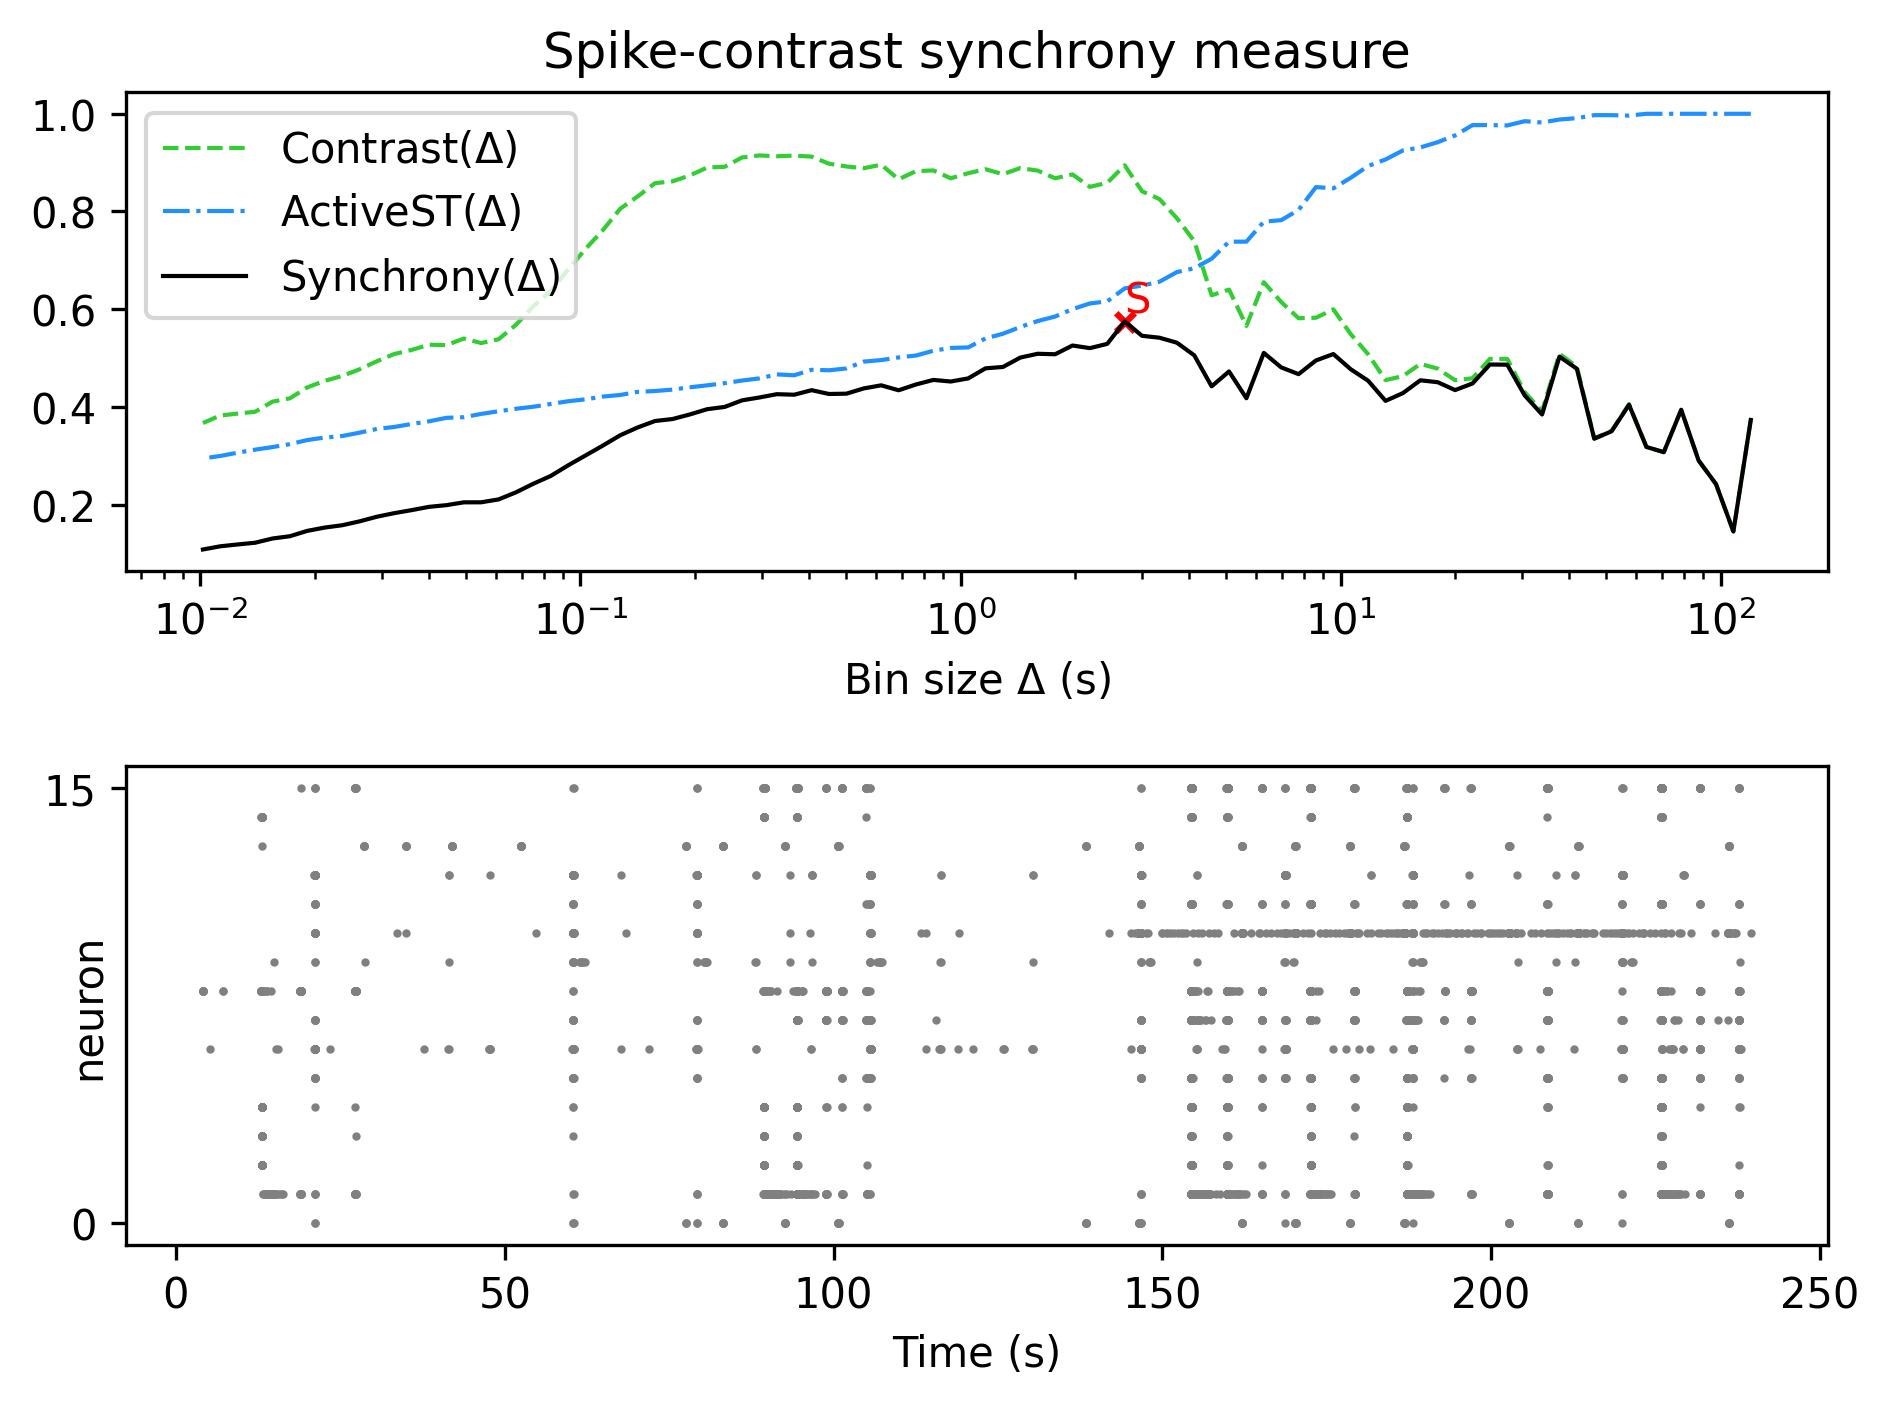 Spike-contrast synchrony measure
1.0
0.8
0.6
0.4
0.2
Contrast(Δ)
ActiveST(Δ)
Synchrony(Δ)
S
10⁻² 10⁻¹ 10⁰ 10¹ 10²
Bin size Δ (s)
15
0
neuron
0 50 100 150 200 250
Time (s)